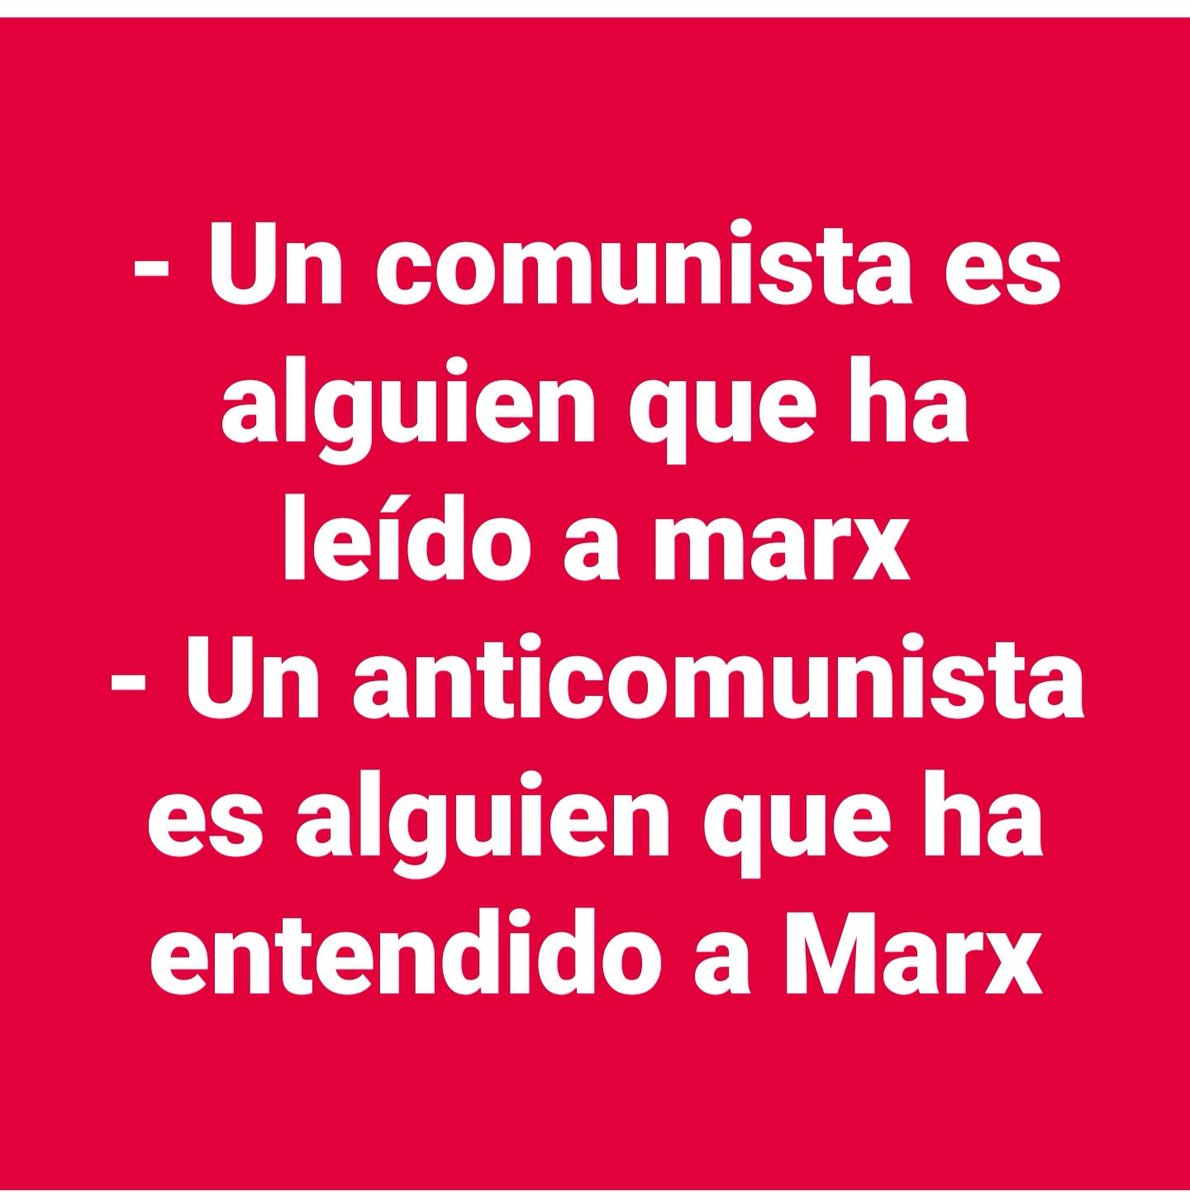 - Un comunista es
alguien que ha
leído a marx
- Un anticomunista
es alguien que ha
entendido a Marx